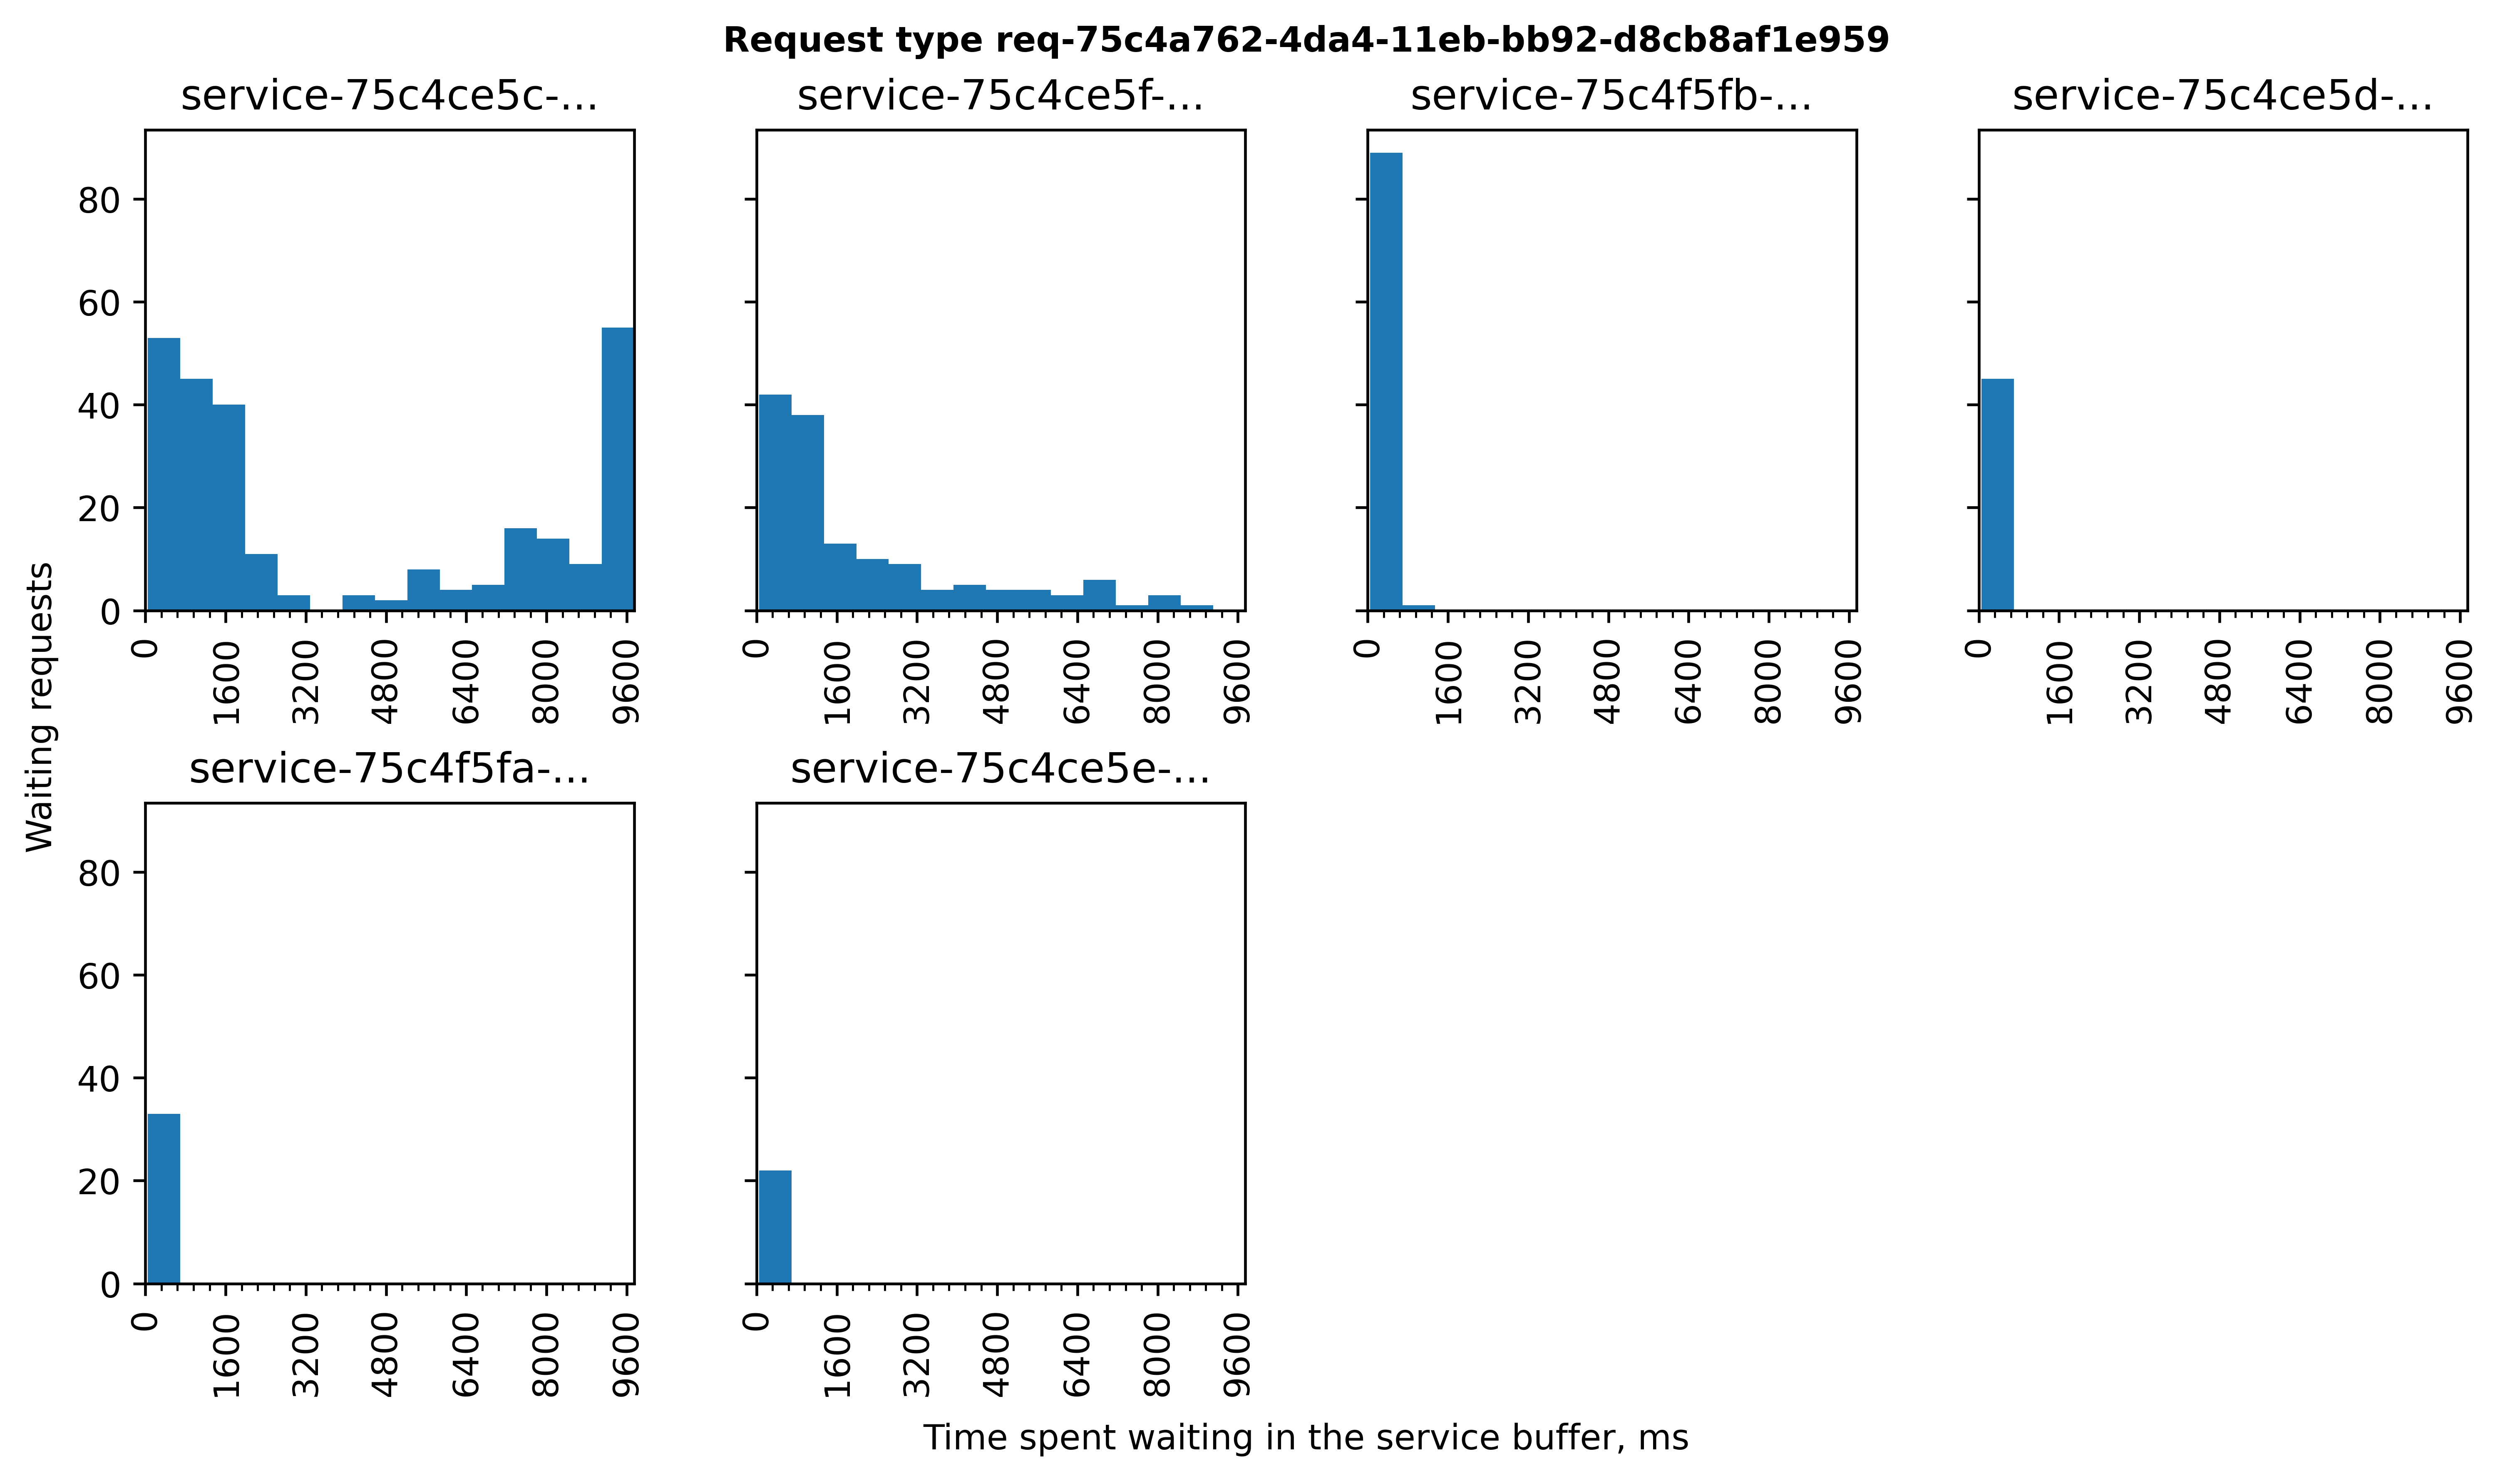 Request type req-75c4a762-4da4-11eb-bb92-d8cb8af1e959
service-75c4ce5c-...
service-75c4ce5f-...
service-75c4f5fb-...
service-75c4ce5d-...
80
60
40
20
0
0 1600 3200 4800 6400 8000 9600
0 1600 3200 4800 6400 8000 9600
0 1600 3200 4800 6400 8000 9600
0 1600 3200 4800 6400 8000 9600
Waiting requests
service-75c4f5fa-...
service-75c4ce5e-...
80
60
40
20
0
0 1600 3200 4800 6400 8000 9600
0 1600 3200 4800 6400 8000 9600
Time spent waiting in the service buffer, ms